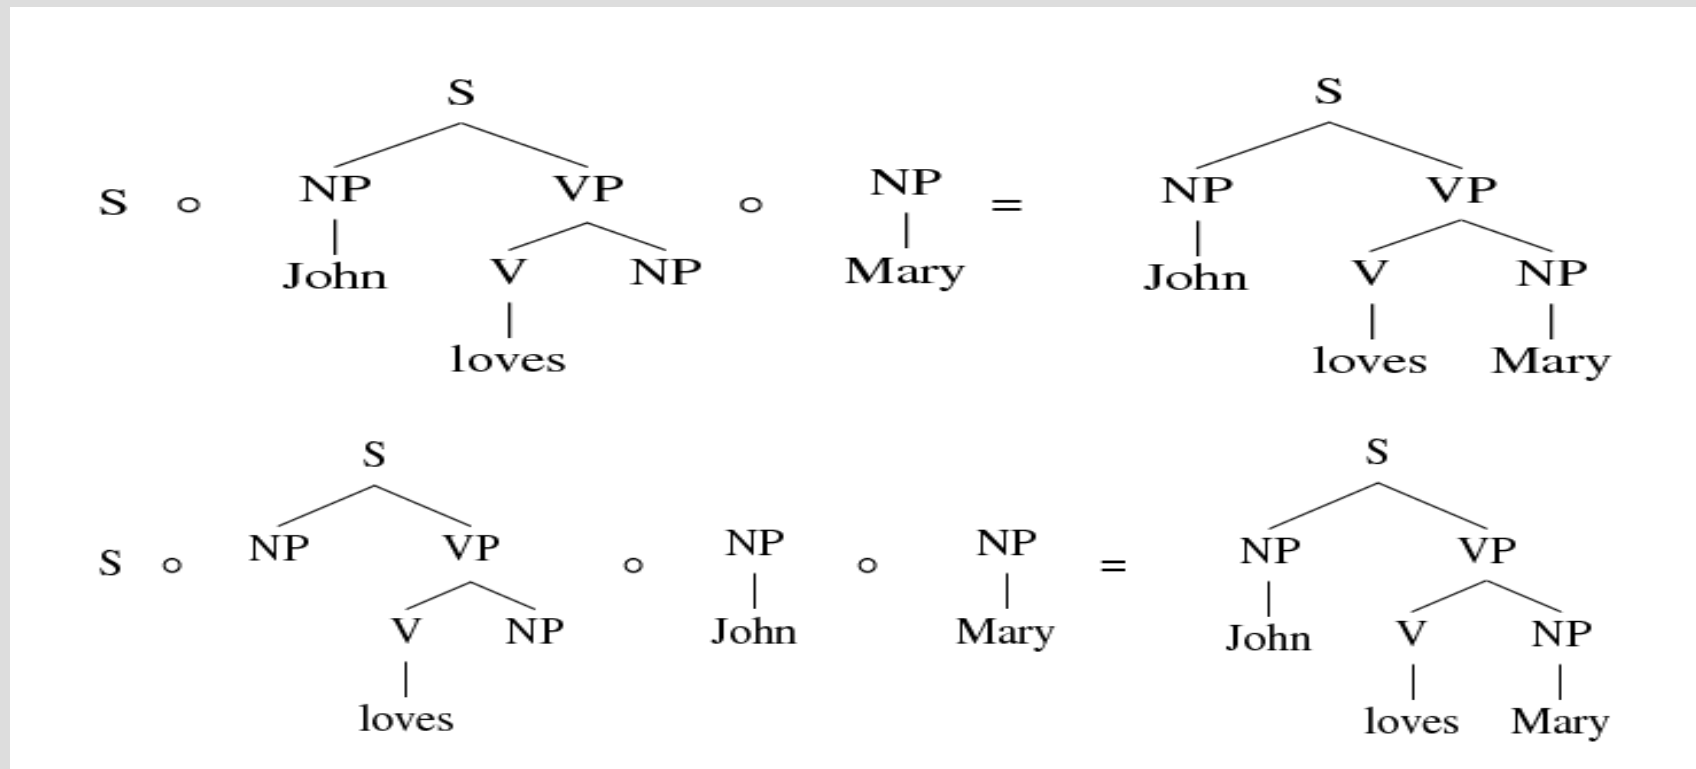 S S
NP VP NP NP VP
S ∘ ∘ =
John V NP Mary John V NP
loves loves Mary
S S
NP VP NP NP NP VP
S ∘ ∘ ∘ =
V NP John Mary John V NP
loves loves Mary